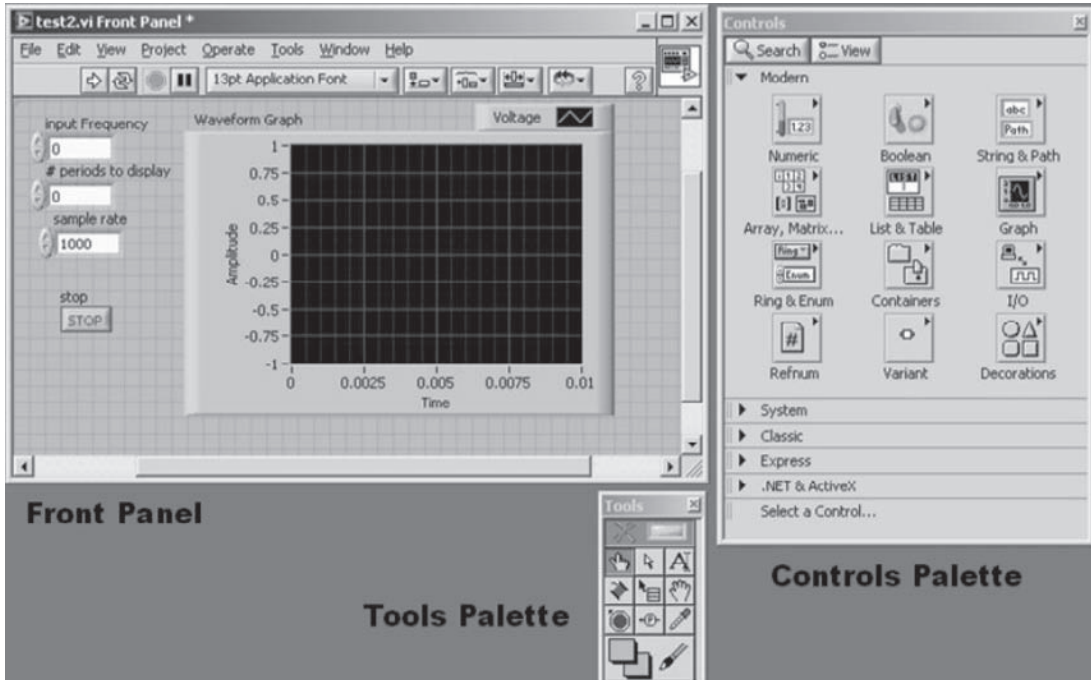 test2.vi Front Panel *
File Edit View Project Operate Tools Window Help
13pt Application Font
?
input Frequency
0
# periods to display
0
sample rate
1000
stop
STOP
Waveform Graph
Voltage
1
0.75
0.5
0.25
0
-0.25
-0.5
-0.75
-1
Amplitude
0 0.0025 0.005 0.0075 0.01
Time
Front Panel
Controls
Search View
Modern
1.23
abc
Path
Numeric Boolean String & Path
LIST
Array, Matrix... List & Table Graph
Ring
Enum
Ring & Enum Containers I/O
#
Refnum Variant Decorations
System
Classic
Express
.NET & ActiveX
Select a Control...
Controls Palette
Tools
A
P
Tools Palette